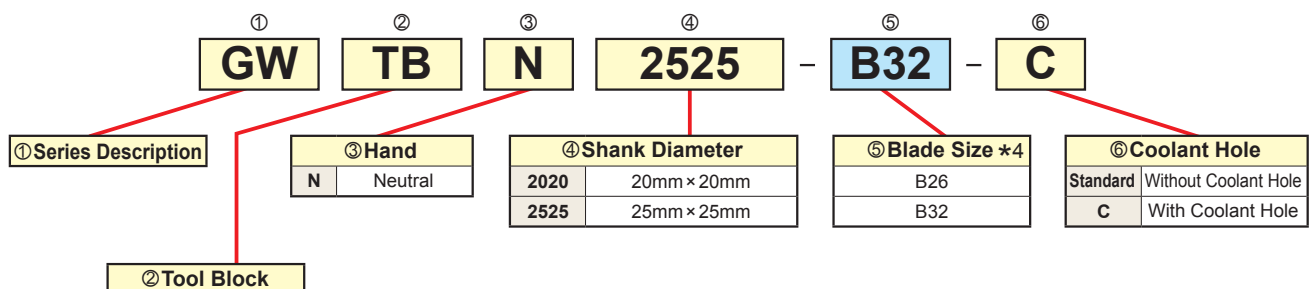 ① ② ③ ④ ⑤ ⑥
GW TB N 2525 – B32 – C
①Series Description
③Hand
N Neutral
④Shank Diameter
2020 20mm×20mm
2525 25mm×25mm
⑤Blade Size *4
B26
B32
⑥Coolant Hole
Standard Without Coolant Hole
C With Coolant Hole
②Tool Block